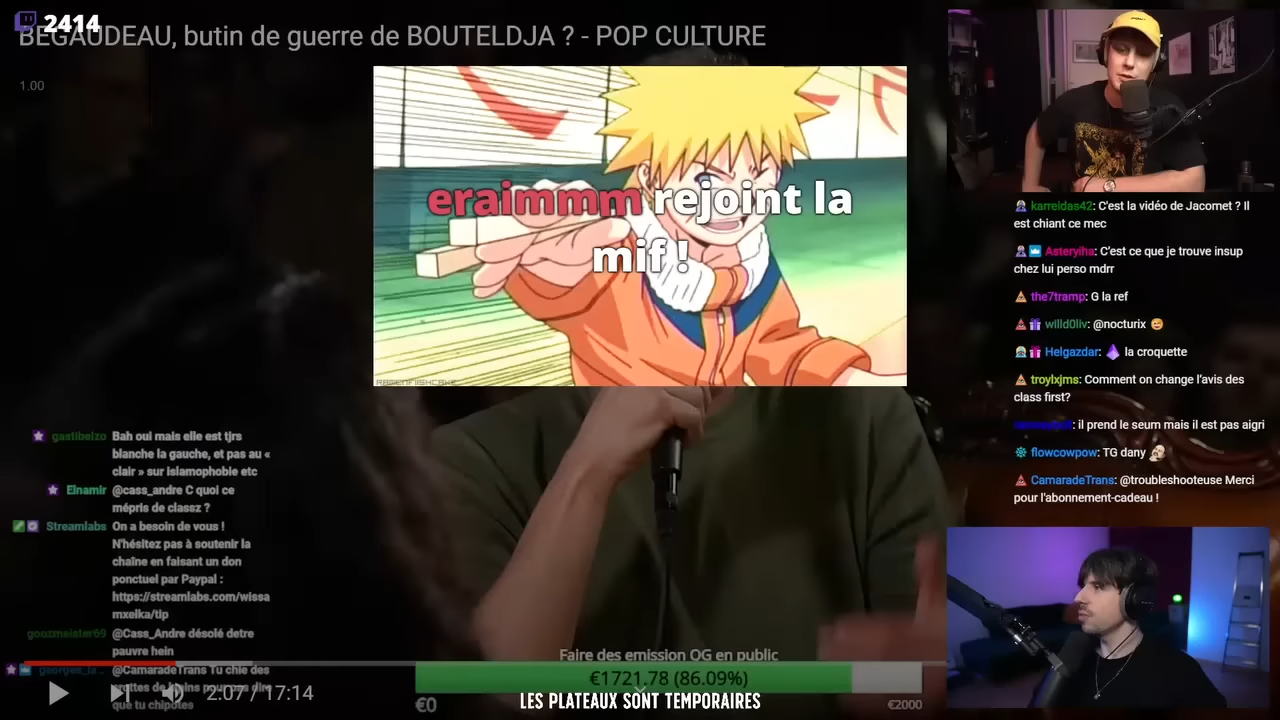 2414
BÉGAUDEAU, butin de guerre de BOUTELDJA ? - POP CULTURE
1.00
eraimmm rejoint la
mif !
RAMENFIISHCAKE
karreidas42: C'est la vidéo de Jacomet ? Il
est chiant ce mec
Asteryiha: C'est ce que je trouve insup
chez lui perso mdrr
the7tramp: G la ref
willd0liv: @nocturix
Helgazdar: la croquette
troylxjms: Comment on change l'avis des
class first?
: il prend le seum mais il est pas aigri
flowcowpow: TG dany
CamaradeTrans: @troubleshooteuse Merci
pour l'abonnement-cadeau !
gastibelzo Bah oui mais elle est tjrs
blanche la gauche, et pas au «
clair » sur islamophobie etc
Elnamir @cass_andre C quoi ce
mépris de classz ?
Streamlabs On a besoin de vous !
N'hésitez pas à soutenir la
chaîne en faisant un don
ponctuel par Paypal :
https://streamlabs.com/wissa
mxelka/tip
goozmeister69 @Cass_Andre désolé detre
pauvre hein
georges_la... @CamaradeTrans Tu chie des
que tu chipotes
2:07 / 17:14
Faire des emission OG en public
€1721.78 (86.09%)
€0
€2000
LES PLATEAUX SONT TEMPORAIRES